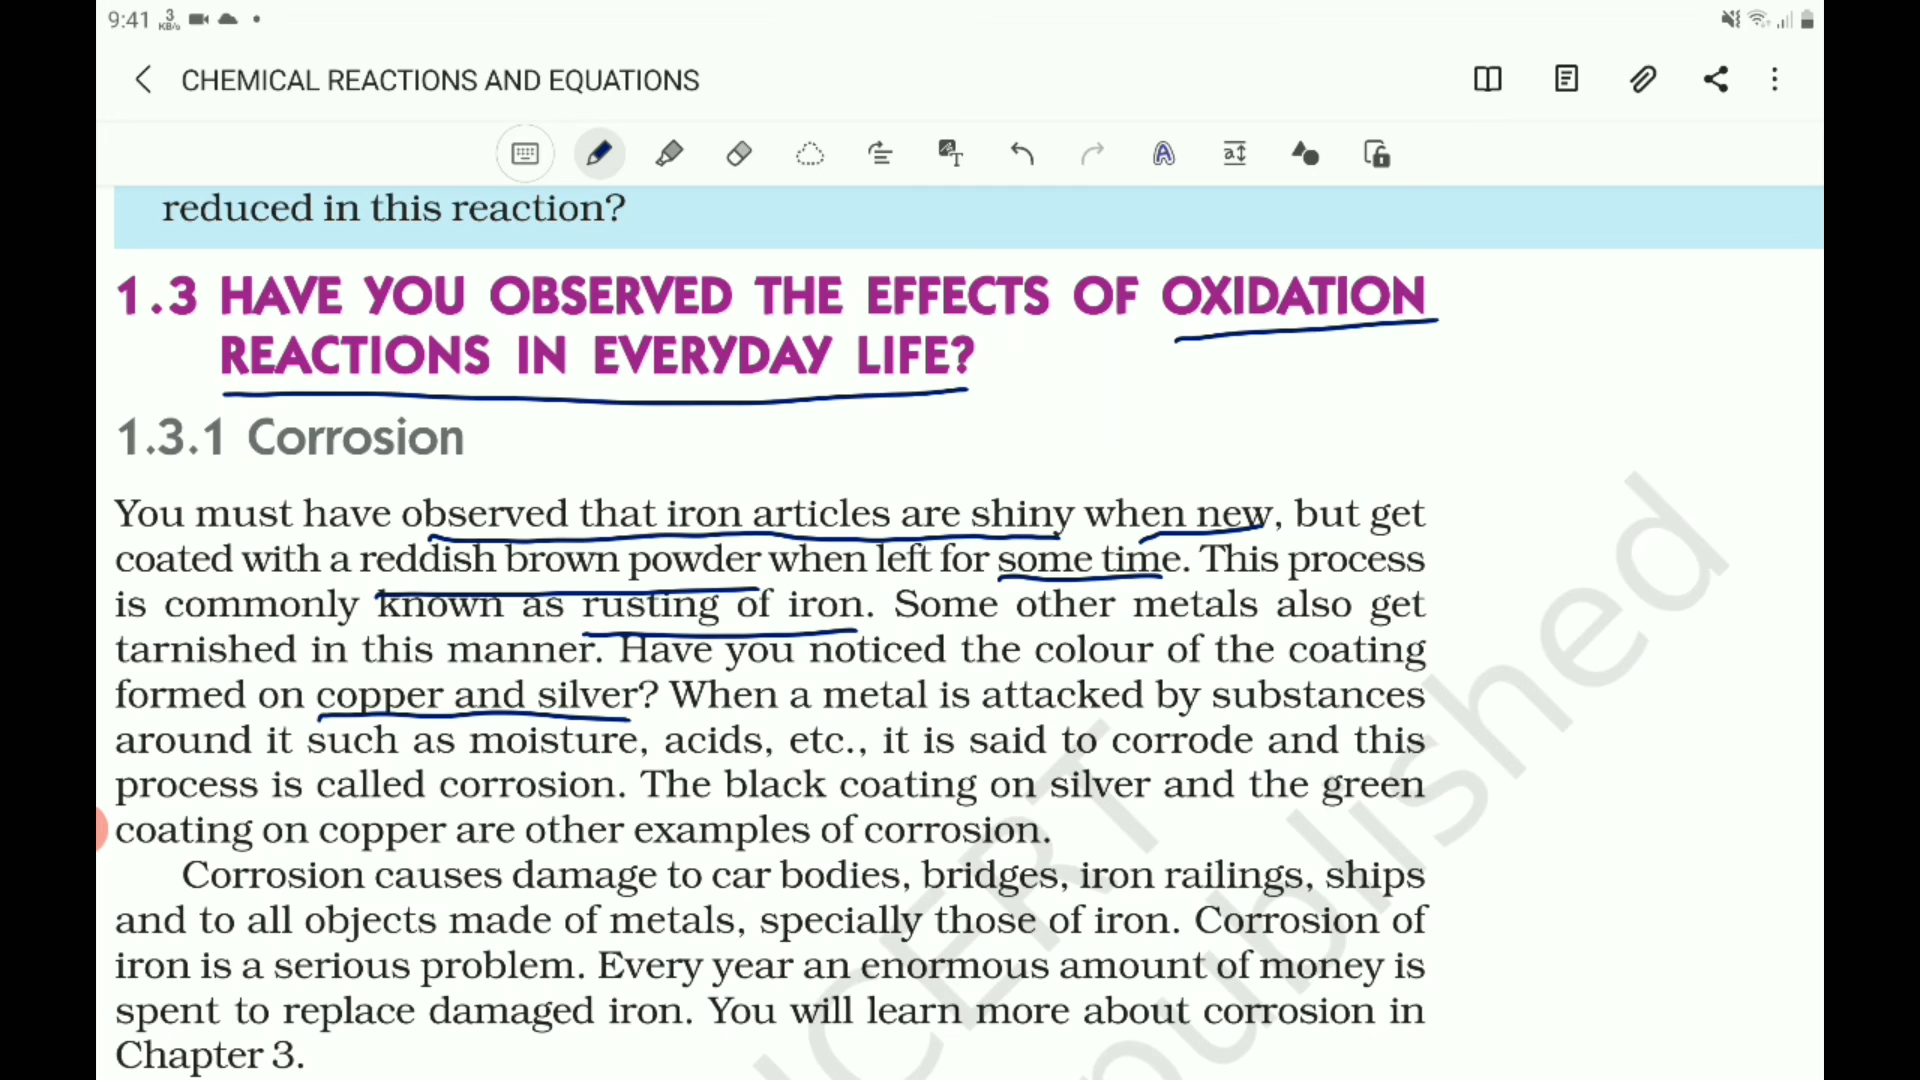 9:41 3 KB/s
CHEMICAL REACTIONS AND EQUATIONS
reduced in this reaction?
1.3 HAVE YOU OBSERVED THE EFFECTS OF OXIDATION
REACTIONS IN EVERYDAY LIFE?
1.3.1 Corrosion
You must have observed that iron articles are shiny when new, but get
coated with a reddish brown powder when left for some time. This process
is commonly known as rusting of iron. Some other metals also get
tarnished in this manner. Have you noticed the colour of the coating
formed on copper and silver? When a metal is attacked by substances
around it such as moisture, acids, etc., it is said to corrode and this
process is called corrosion. The black coating on silver and the green
coating on copper are other examples of corrosion.
Corrosion causes damage to car bodies, bridges, iron railings, ships
and to all objects made of metals, specially those of iron. Corrosion of
iron is a serious problem. Every year an enormous amount of money is
spent to replace damaged iron. You will learn more about corrosion in
Chapter 3.
NCERT
published